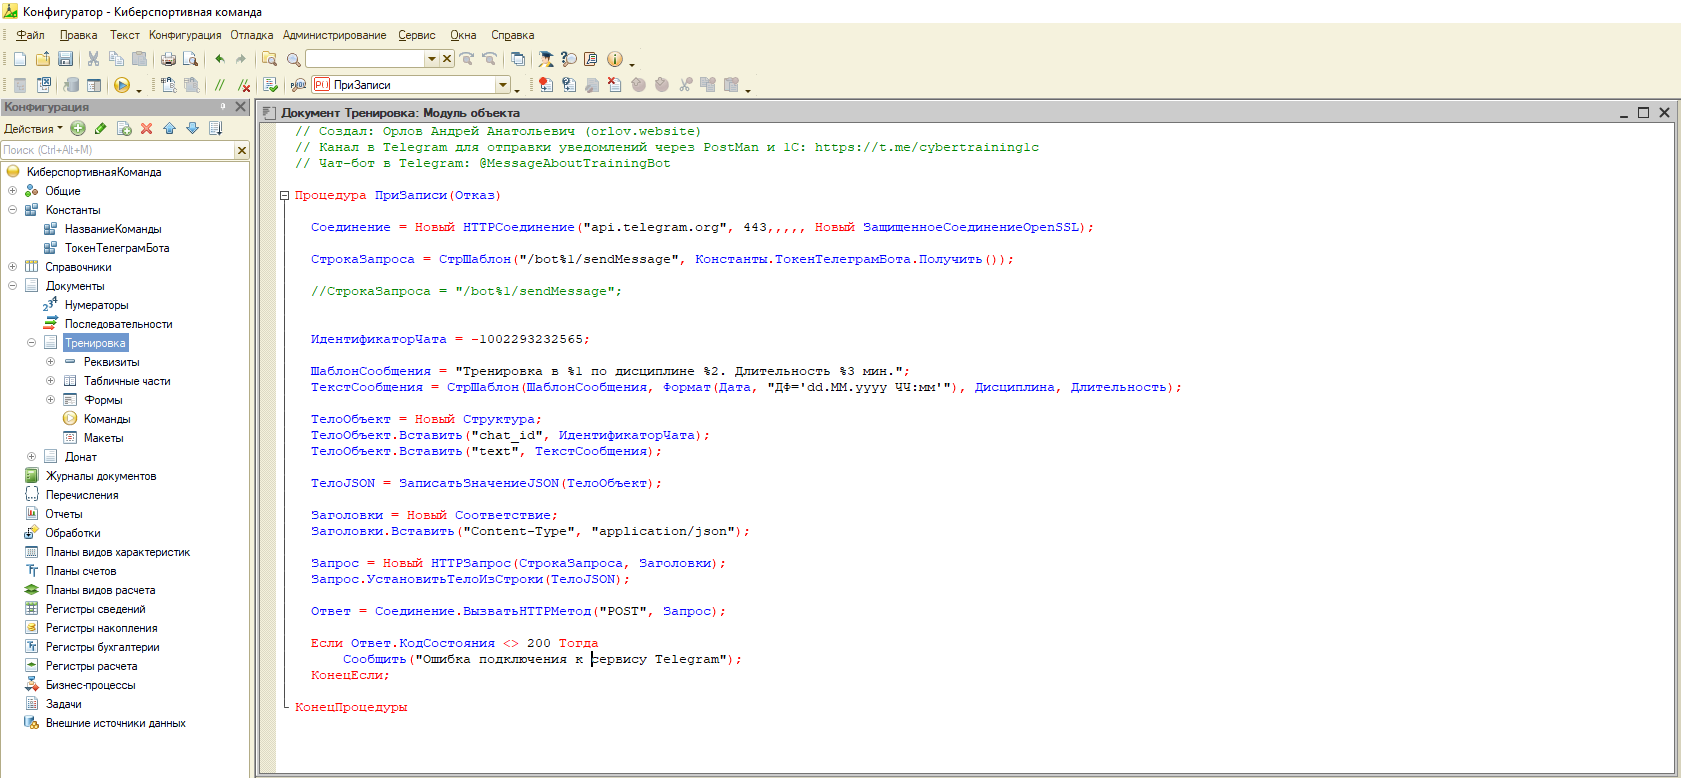 Конфигуратор - Киберспортивная команда
Файл Правка Текст Конфигурация Отладка Администрирование Сервис Окна Справка
ПриЗаписи
Конфигурация
Действия
Поиск (Ctrl+Alt+M)
КиберспортивнаяКоманда
Общие
Константы
НазваниеКоманды
ТокенТелеграмБота
Справочники
Документы
Нумераторы
Последовательности
Тренировка
Реквизиты
Табличные части
Формы
Команды
Макеты
Донат
Журналы документов
Перечисления
Отчеты
Обработки
Планы видов характеристик
Планы счетов
Планы видов расчета
Регистры сведений
Регистры накопления
Регистры бухгалтерии
Регистры расчета
Бизнес-процессы
Задачи
Внешние источники данных
Документ Тренировка: Модуль объекта
// Создал: Орлов Андрей Анатольевич (orlov.website)
// Канал в Telegram для отправки уведомлений через PostMan и 1С: https://t.me/cybertraining1c
// Чат-бот в Telegram: @MessageAboutTrainingBot
Процедура ПриЗаписи(Отказ)
Соединение = Новый HTTPСоединение("api.telegram.org", 443,,,,, Новый ЗащищенноеСоединениеOpenSSL);
СтрокаЗапроса = СтрШаблон("/bot%1/sendMessage", Константы.ТокенТелеграмБота.Получить());
//СтрокаЗапроса = "/bot%1/sendMessage";
ИдентификаторЧата = -1002293232565;
ШаблонСообщения = "Тренировка в %1 по дисциплине %2. Длительность %3 мин.";
ТекстСообщения = СтрШаблон(ШаблонСообщения, Формат(Дата, "ДФ='dd.MM.yyyy ЧЧ:мм'"), Дисциплина, Длительность);
ТелоОбъект = Новый Структура;
ТелоОбъект.Вставить("chat_id", ИдентификаторЧата);
ТелоОбъект.Вставить("text", ТекстСообщения);
ТелоJSON = ЗаписатьЗначениеJSON(ТелоОбъект);
Заголовки = Новый Соответствие;
Заголовки.Вставить("Content-Type", "application/json");
Запрос = Новый HTTPЗапрос(СтрокаЗапроса, Заголовки);
Запрос.УстановитьТелоИзСтроки(ТелоJSON);
Ответ = Соединение.ВызватьHTTPМетод("POST", Запрос);
Если Ответ.КодСостояния <> 200 Тогда
Сообщить("Ошибка подключения к сервису Telegram");
КонецЕсли;
КонецПроцедуры